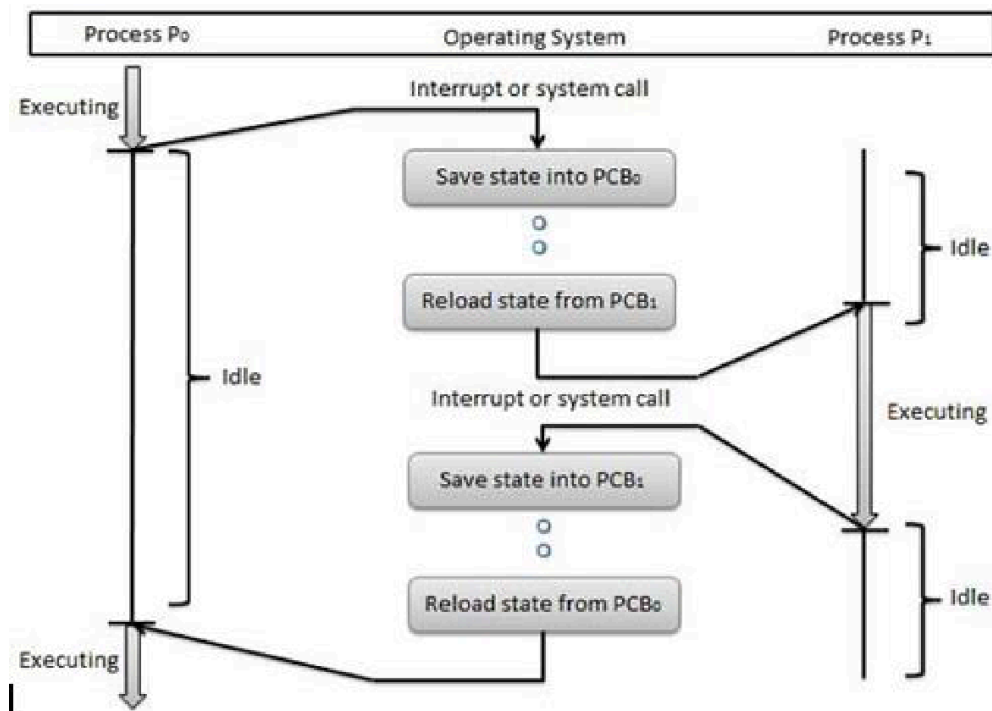 Process P₀
Operating System
Process P₁
Executing
Interrupt or system call
Save state into PCB₀
Idle
Reload state from PCB₁
Idle
Interrupt or system call
Executing
Save state into PCB₁
Idle
Reload state from PCB₀
Executing